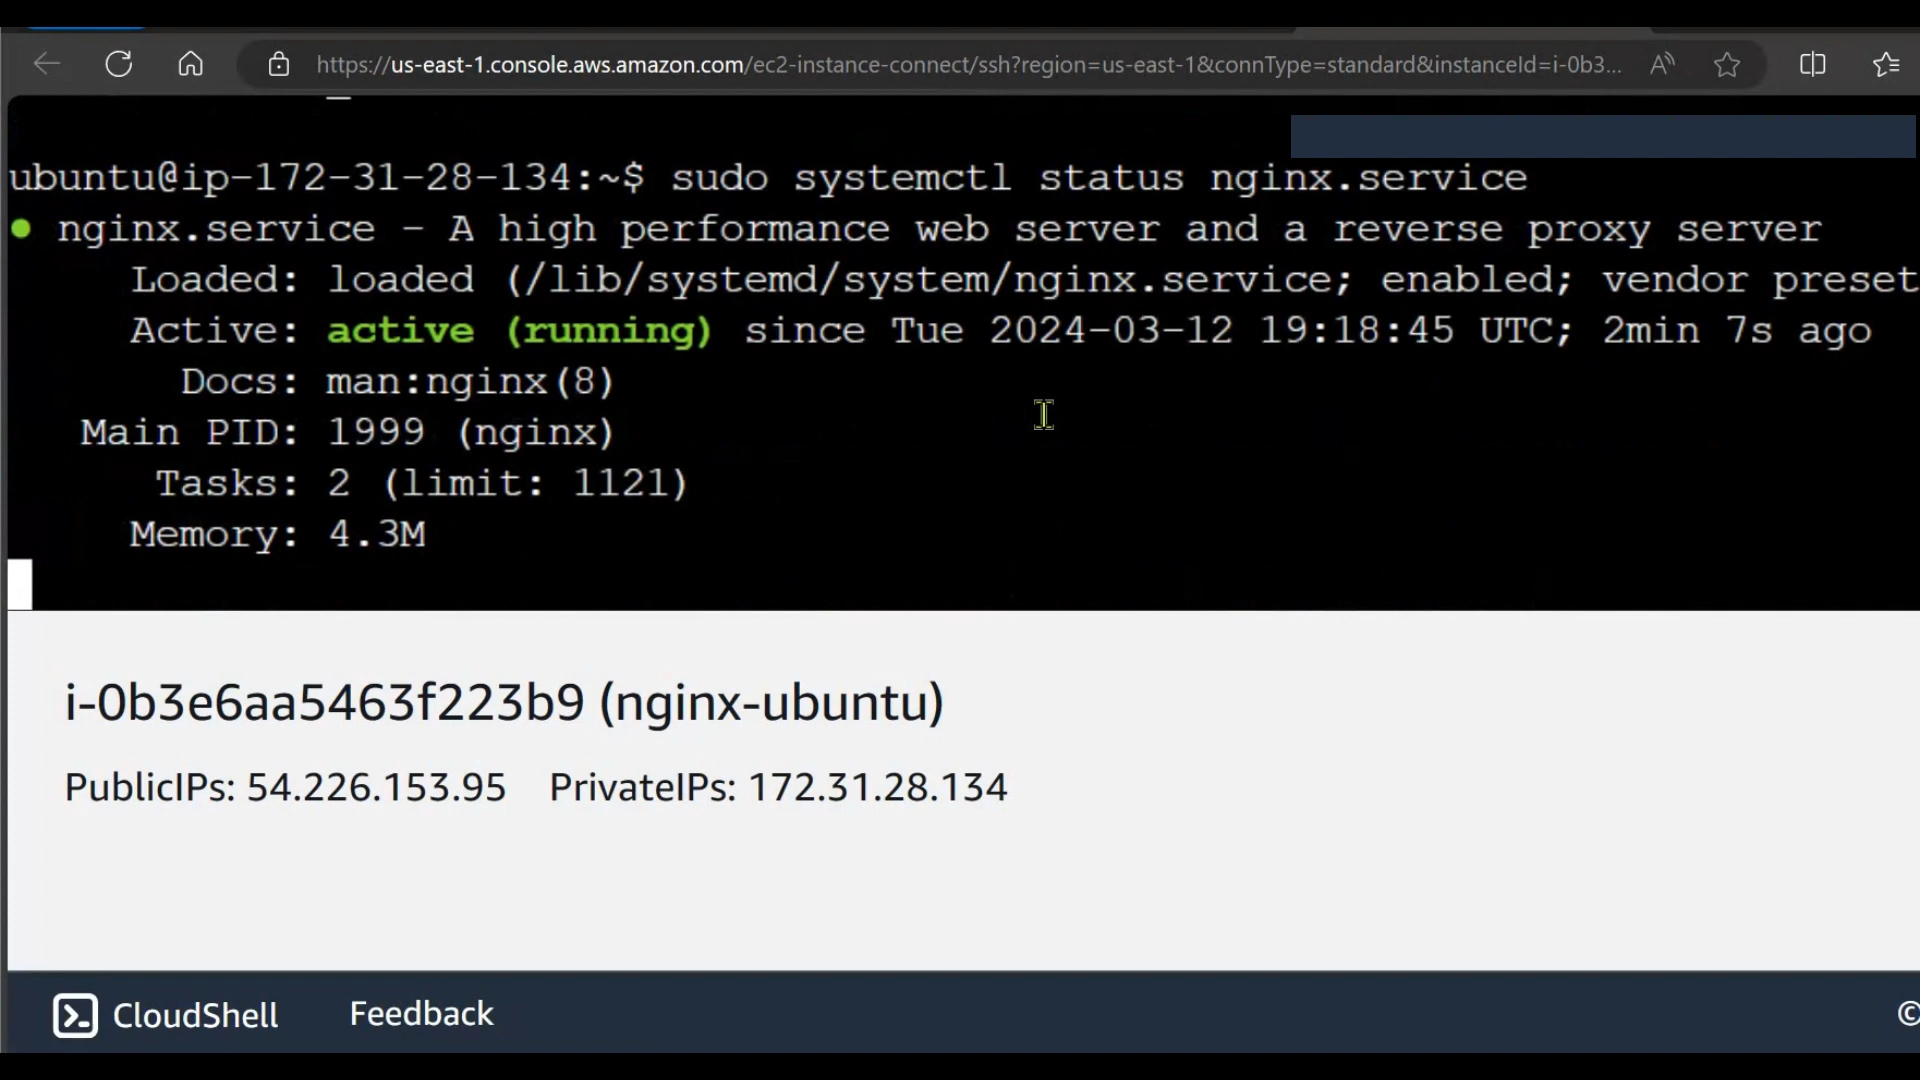 https://us-east-1.console.aws.amazon.com/ec2-instance-connect/ssh?region=us-east-1&connType=standard&instanceId=i-0b3...
ubuntu@ip-172-31-28-134:~$ sudo systemctl status nginx.service
● nginx.service - A high performance web server and a reverse proxy server
Loaded: loaded (/lib/systemd/system/nginx.service; enabled; vendor preset
Active: active (running) since Tue 2024-03-12 19:18:45 UTC; 2min 7s ago
Docs: man:nginx(8)
Main PID: 1999 (nginx)
Tasks: 2 (limit: 1121)
Memory: 4.3M
i-0b3e6aa5463f223b9 (nginx-ubuntu)
PublicIPs: 54.226.153.95 PrivateIPs: 172.31.28.134
CloudShell Feedback ©